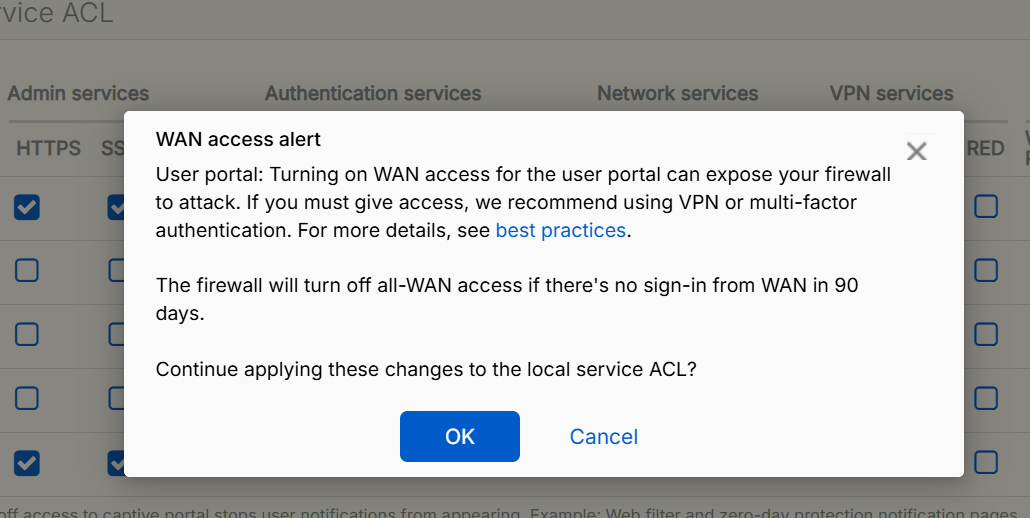 vice ACL
Admin services Authentication services Network services VPN services
HTTPS SS RED
WAN access alert
User portal: Turning on WAN access for the user portal can expose your firewall
to attack. If you must give access, we recommend using VPN or multi-factor
authentication. For more details, see best practices.
The firewall will turn off all-WAN access if there's no sign-in from WAN in 90
days.
Continue applying these changes to the local service ACL?
OK Cancel
off access to captive portal stops user notifications from appearing. Example: Web filter and zero-day protection notification pages